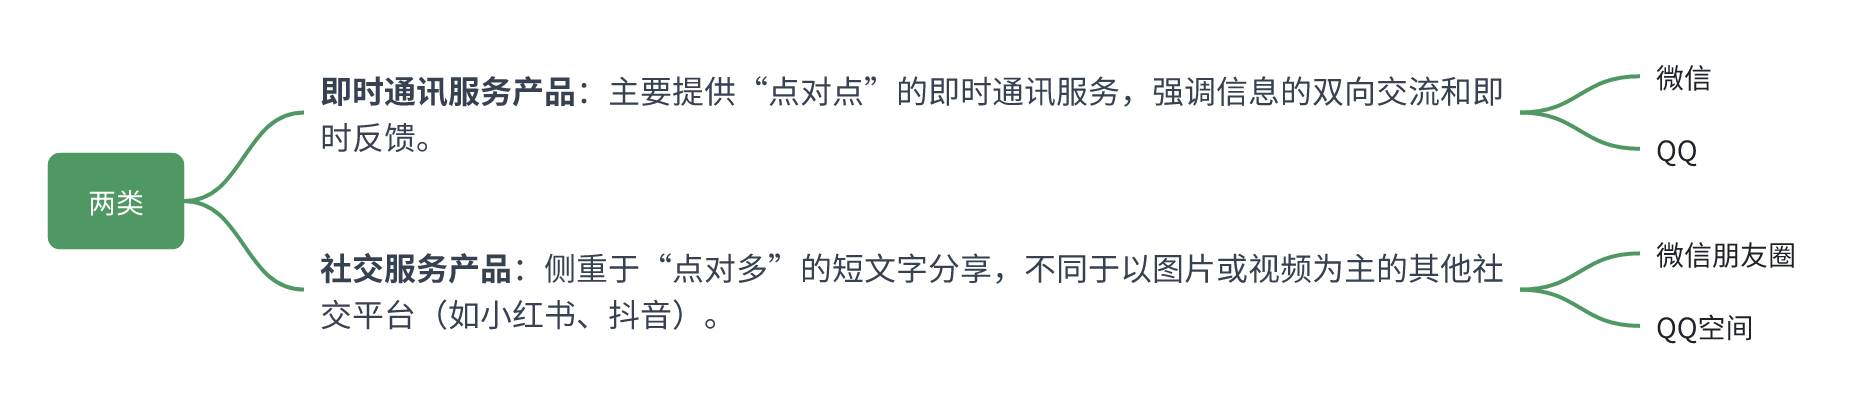 两类
即时通讯服务产品：主要提供“点对点”的即时通讯服务，强调信息的双向交流和即
时反馈。
微信
QQ
社交服务产品：侧重于“点对多”的短文字分享，不同于以图片或视频为主的其他社
交平台（如小红书、抖音）。
微信朋友圈
QQ空间